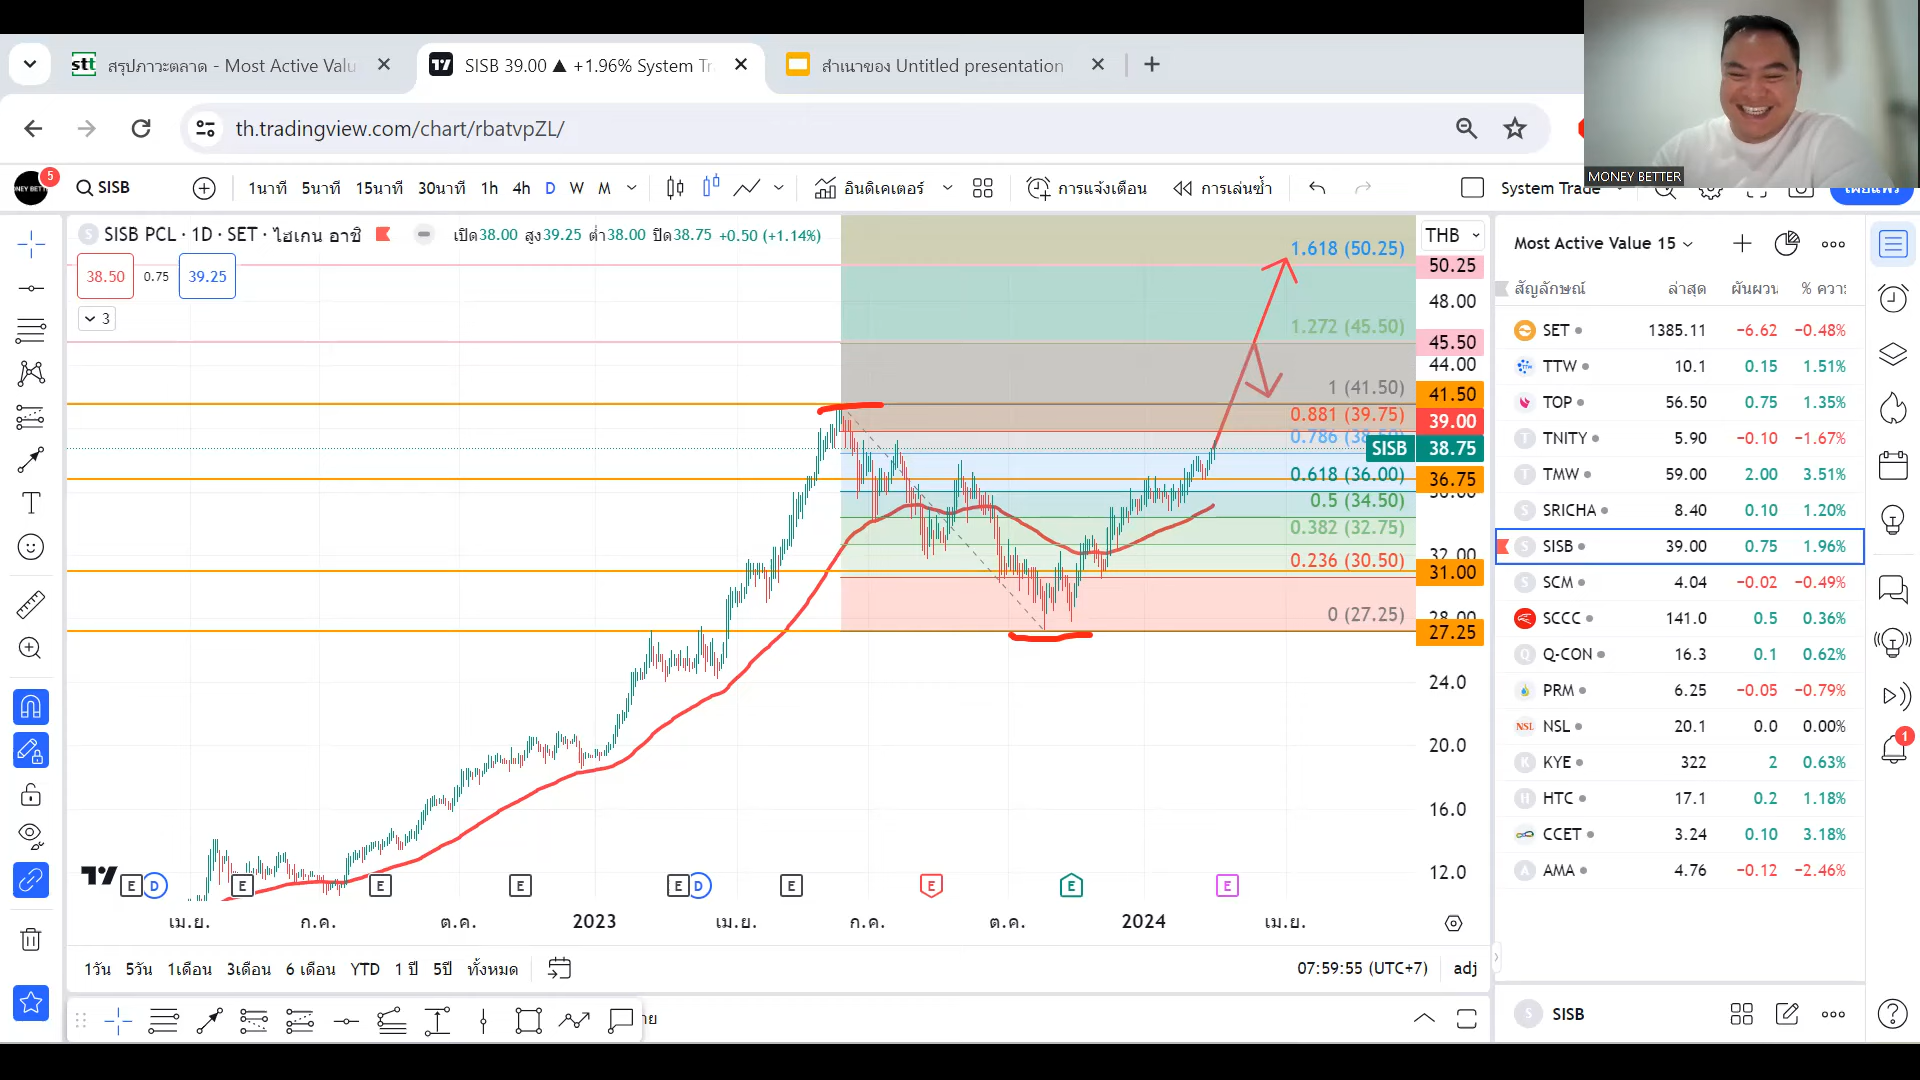 สรุปภาวะตลาด - Most Active Valu
SISB 39.00 ▲ +1.96% System Tr
สำเนาของ Untitled presentation
th.tradingview.com/chart/rbatvpZL/
MONEY BETTER
5
SISB
1นาที 5นาที 15นาที 30นาที 1h 4h D W M
อินดิเคเตอร์
การแจ้งเตือน
การเล่นซ้ำ
System Trade
เผยแพร่
SISB PCL · 1D · SET · ไฮเกน อาชิ
เปิด38.00 สูง39.25 ต่ำ38.00 ปิด38.75 +0.50 (+1.14%)
38.50 0.75 39.25
3
THB
1.618 (50.25)
1.272 (45.50)
1 (41.50)
0.881 (39.75)
0.618 (36.00)
0.5 (34.50)
0.382 (32.75)
0.236 (30.50)
0 (27.25)
50.25
48.00
45.50
44.00
41.50
39.00
SISB 38.75
36.75
36.00
32.00
31.00
28.00
27.25
24.0
20.0
16.0
12.0
E D E E E E D E E E E
เม.ย. ก.ค. ต.ค. 2023 เม.ย. ก.ค. ต.ค. 2024 เม.ย.
1วัน 5วัน 1เดือน 3เดือน 6 เดือน YTD 1 ปี 5ปี ทั้งหมด
07:59:55 (UTC+7) adj
Most Active Value 15
สัญลักษณ์ ล่าสุด ผันผวน
SET 1385.11 −6.62 −0.48%
TTW 10.1 0.15 1.51%
TOP 56.50 0.75 1.35%
TNITY 5.90 −0.10 −1.67%
TMW 59.00 2.00 3.51%
SRICHA 8.40 0.10 1.20%
SISB 39.00 0.75 1.96%
SCM 4.04 −0.02 −0.49%
SCCC 141.0 0.5 0.36%
Q-CON 16.3 0.1 0.62%
PRM 6.25 −0.05 −0.79%
NSL 20.1 0.0 0.00%
KYE 322 2 0.63%
HTC 17.1 0.2 1.18%
CCET 3.24 0.10 3.18%
AMA 4.76 −0.12 −2.46%
SISB
1